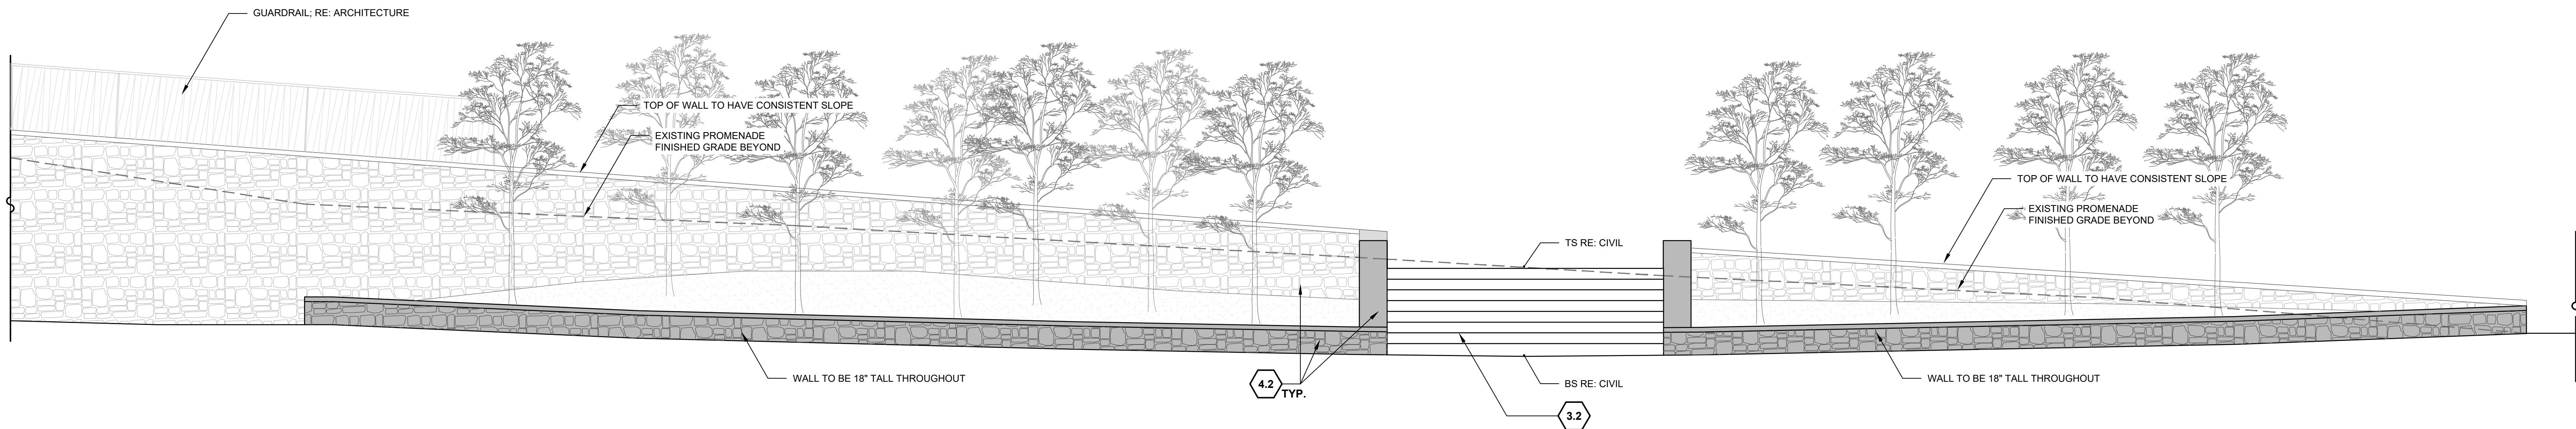 GUARDRAIL; RE: ARCHITECTURE
TOP OF WALL TO HAVE CONSISTENT SLOPE
EXISTING PROMENADE
FINISHED GRADE BEYOND
TOP OF WALL TO HAVE CONSISTENT SLOPE
EXISTING PROMENADE
FINISHED GRADE BEYOND
TS RE: CIVIL
WALL TO BE 18" TALL THROUGHOUT
4.2
TYP.
BS RE: CIVIL
WALL TO BE 18" TALL THROUGHOUT
3.2